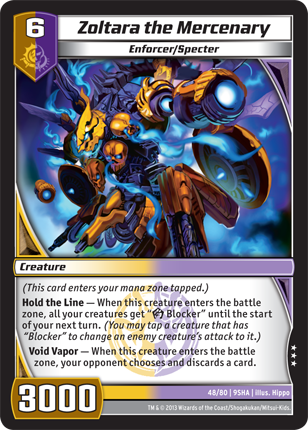 6
Zoltara the Mercenary
Enforcer/Specter
Creature
(This card enters your mana zone tapped.)
Hold the Line — When this creature enters the battle
zone, all your creatures get " Blocker" until the start
of your next turn. (You may tap a creature that has
"Blocker" to change an enemy creature's attack to it.)
Void Vapor — When this creature enters the battle
zone, your opponent chooses and discards a card.
3000
48/80 | 9SHA | Illus. Hippo
TM & © 2013 Wizards of the Coast/Shogakukan/Mitsui-Kids.